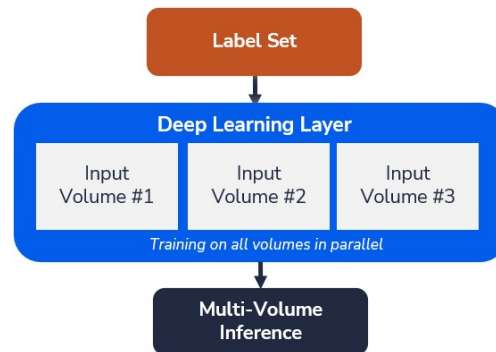 Label Set
Deep Learning Layer
Input
Volume #1
Input
Volume #2
Input
Volume #3
Training on all volumes in parallel
Multi-Volume
Inference